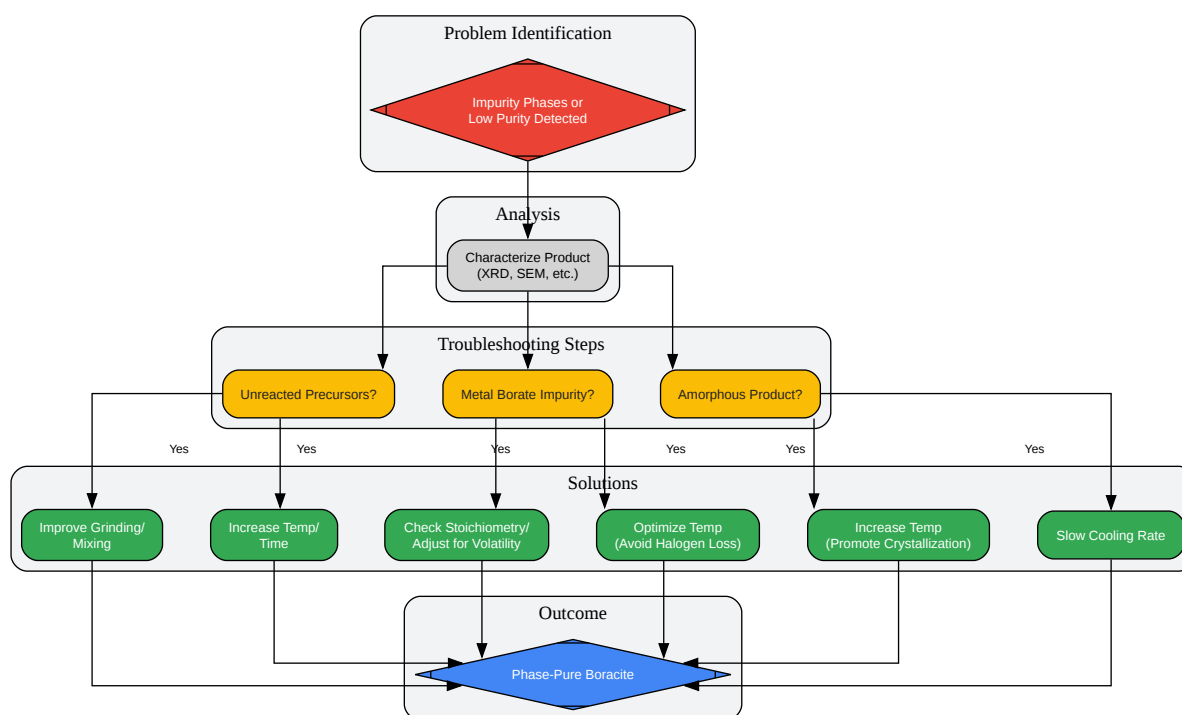 Problem Identification
Impurity Phases or
Low Purity Detected
Analysis
Characterize Product
(XRD, SEM, etc.)
Troubleshooting Steps
Unreacted Precursors?
Metal Borate Impurity?
Amorphous Product?
Yes
Yes
Yes
Yes
Yes
Yes
Solutions
Improve Grinding/
Mixing
Increase Temp/
Time
Check Stoichiometry/
Adjust for Volatility
Optimize Temp
(Avoid Halogen Loss)
Increase Temp
(Promote Crystallization)
Slow Cooling Rate
Outcome
Phase-Pure Boracite